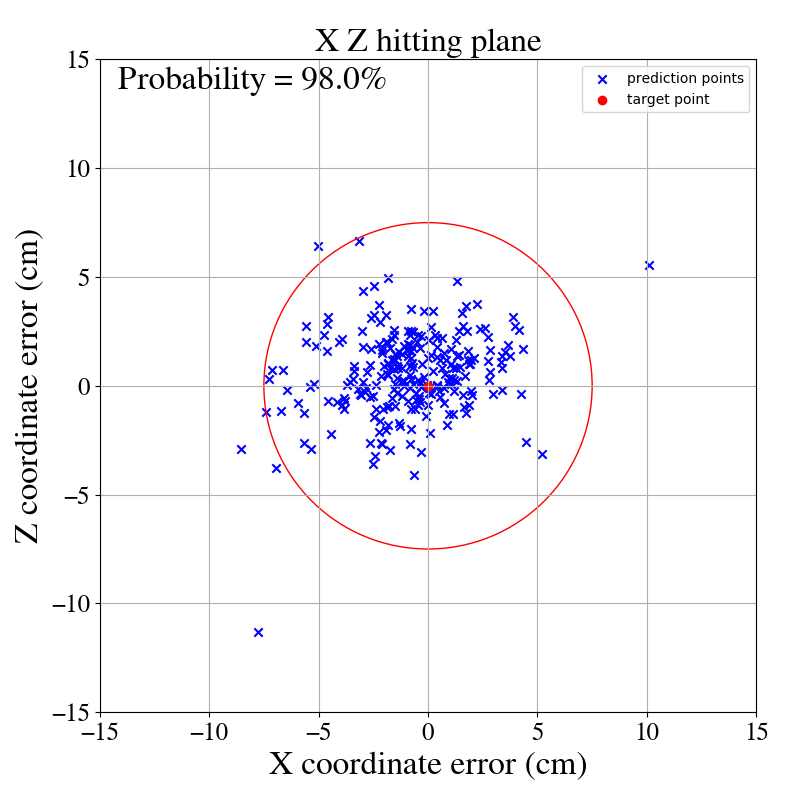 X Z hitting plane
Probability = 98.0%
prediction points
target point
15
10
5
0
−5
−10
−15
Z coordinate error (cm)
−15
−10
−5
0
5
10
15
X coordinate error (cm)